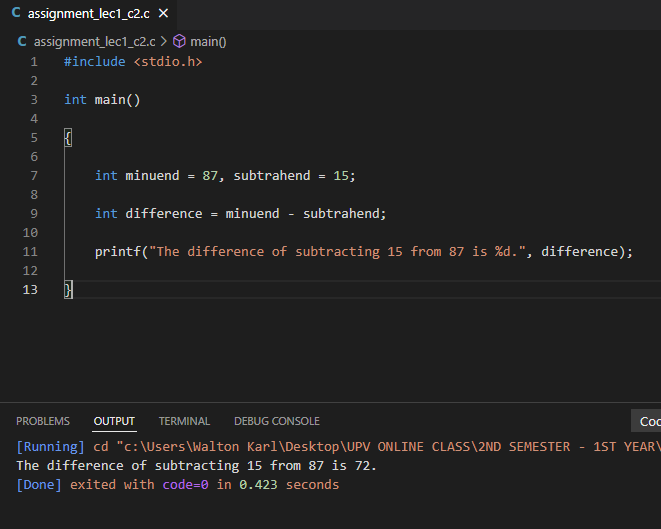 C assignment_lec1_c2.c ×
C assignment_lec1_c2.c > main()
1 #include <stdio.h>
2
3 int main()
4
5 {
6
7 int minuend = 87, subtrahend = 15;
8
9 int difference = minuend - subtrahend;
10
11 printf("The difference of subtracting 15 from 87 is %d.", difference);
12
13 }
PROBLEMS OUTPUT TERMINAL DEBUG CONSOLE Coc
[Running] cd "c:\Users\Walton Karl\Desktop\UPV ONLINE CLASS\2ND SEMESTER - 1ST YEAR\
The difference of subtracting 15 from 87 is 72.
[Done] exited with code=0 in 0.423 seconds